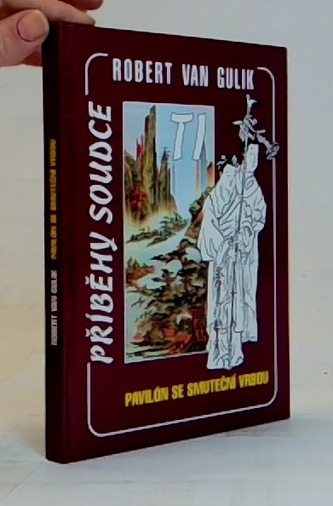 ROBERT VAN GULIK
PŘÍBĚHY SOUDCE
TI
PAVILÓN SE SMUTEČNÍ VRBOU
ROBERT VAN GULIK PAVILÓN SE SMUTEČNÍ VRBOU